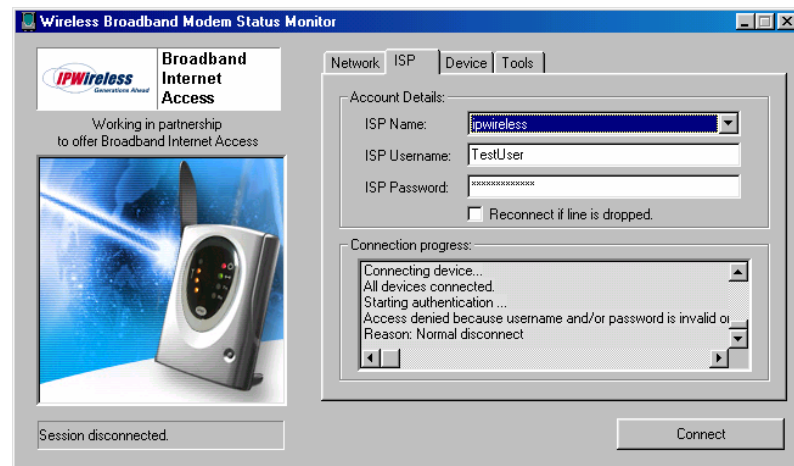 Wireless Broadband Modem Status Monitor
IPWireless
Generations Ahead
Broadband
Internet
Access
Working in partnership
to offer Broadband Internet Access
Session disconnected.
Network ISP Device Tools
Account Details:
ISP Name: ipwireless
ISP Username: TestUser
ISP Password: xxxxxxxxxxxxx
Reconnect if line is dropped.
Connection progress:
Connecting device...
All devices connected.
Starting authentication ...
Access denied because username and/or password is invalid
Reason: Normal disconnect
Connect